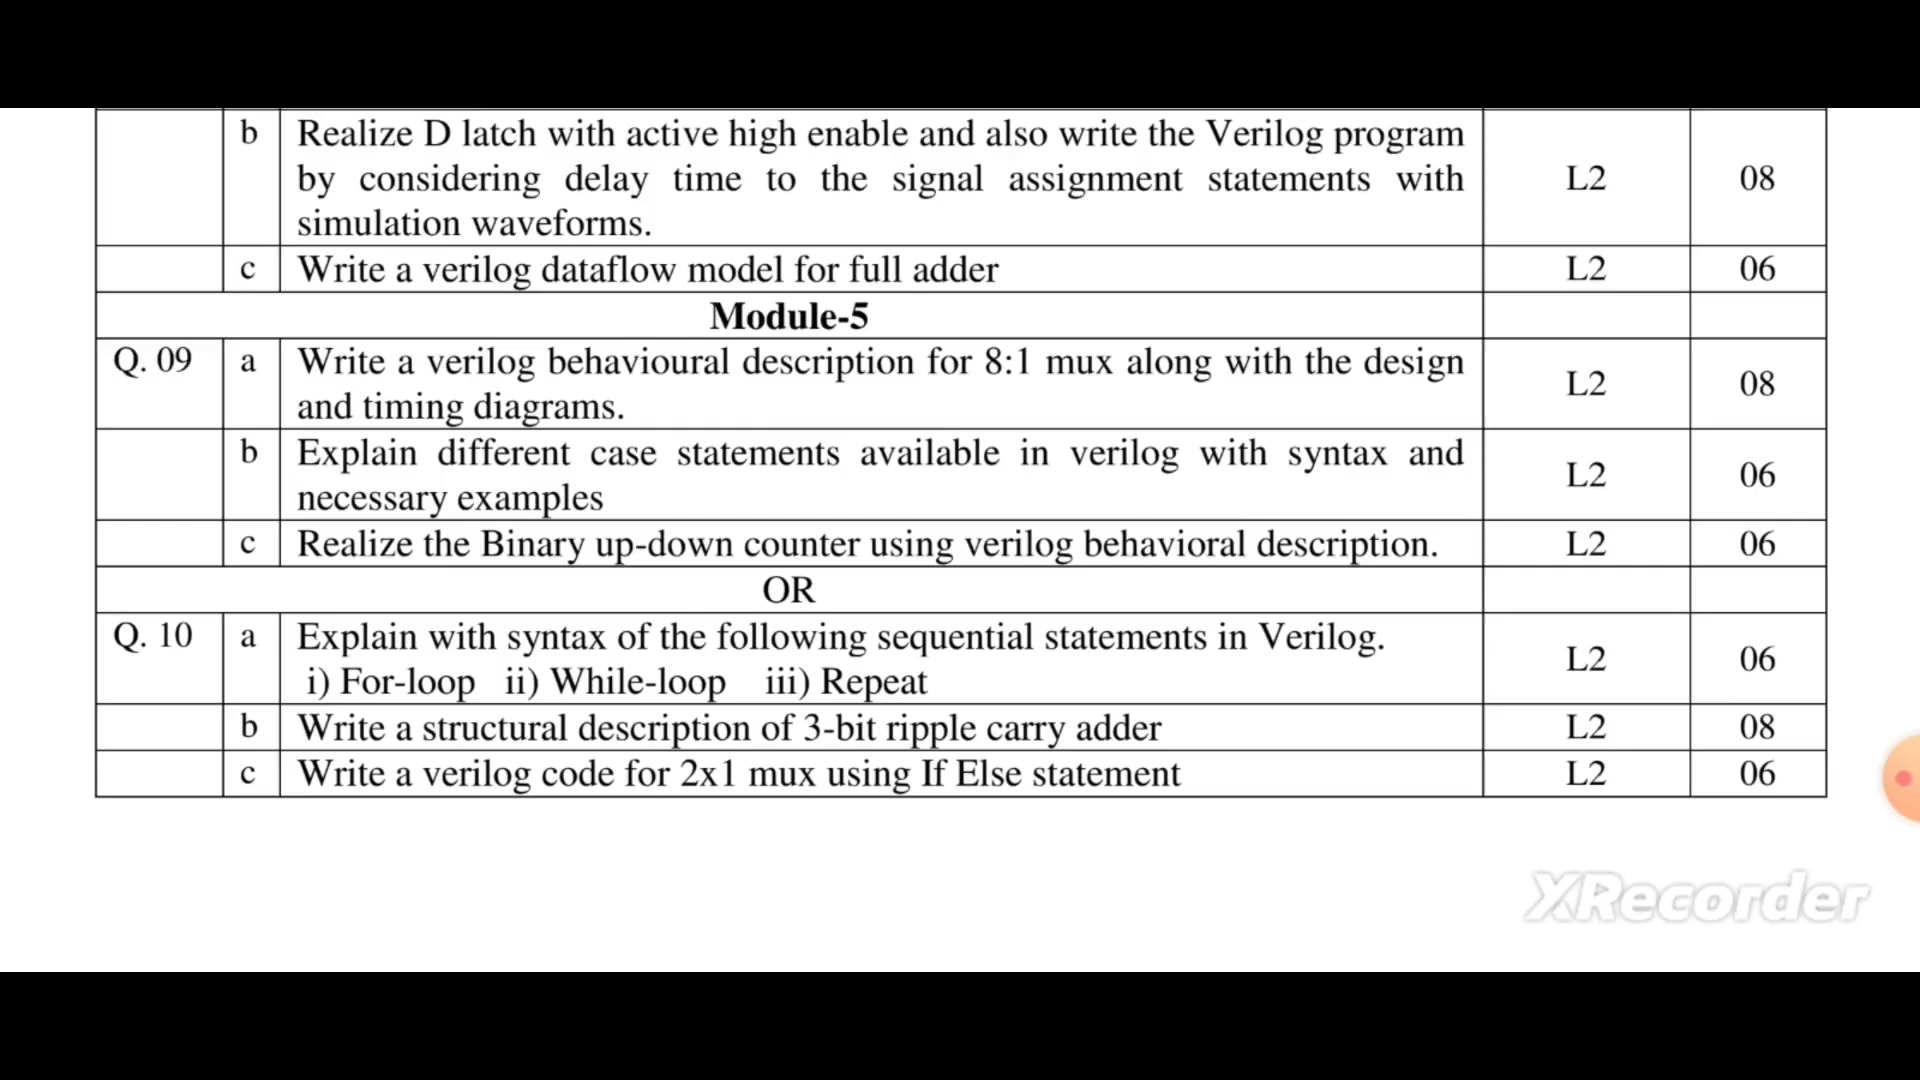 b Realize D latch with active high enable and also write the Verilog program
by considering delay time to the signal assignment statements with L2 08
simulation waveforms.
c Write a verilog dataflow model for full adder L2 06
Module-5
Q. 09 a Write a verilog behavioural description for 8:1 mux along with the design
and timing diagrams. L2 08
b Explain different case statements available in verilog with syntax and
necessary examples L2 06
c Realize the Binary up-down counter using verilog behavioral description. L2 06
OR
Q. 10 a Explain with syntax of the following sequential statements in Verilog.
i) For-loop ii) While-loop iii) Repeat L2 06
b Write a structural description of 3-bit ripple carry adder L2 08
c Write a verilog code for 2x1 mux using If Else statement L2 06
XRecorder